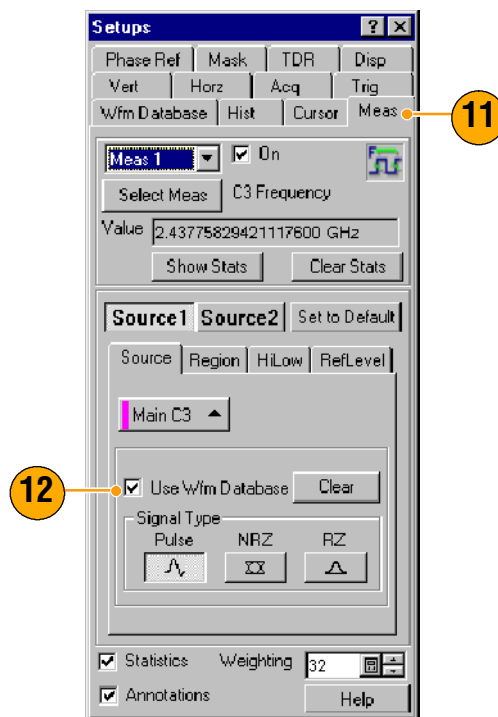 Setups ? X
Phase Ref Mask TDR Disp
Vert Horz Acq Trig
Wfm Database Hist Cursor Meas
11
Meas 1 On
Select Meas C3 Frequency
Value 2.43775829421117600 GHz
Show Stats Clear Stats
Source1 Source2 Set to Default
Source Region HiLow RefLevel
Main C3
12
Use Wfm Database Clear
Signal Type
Pulse NRZ RZ
Statistics Weighting 32
Annotations Help